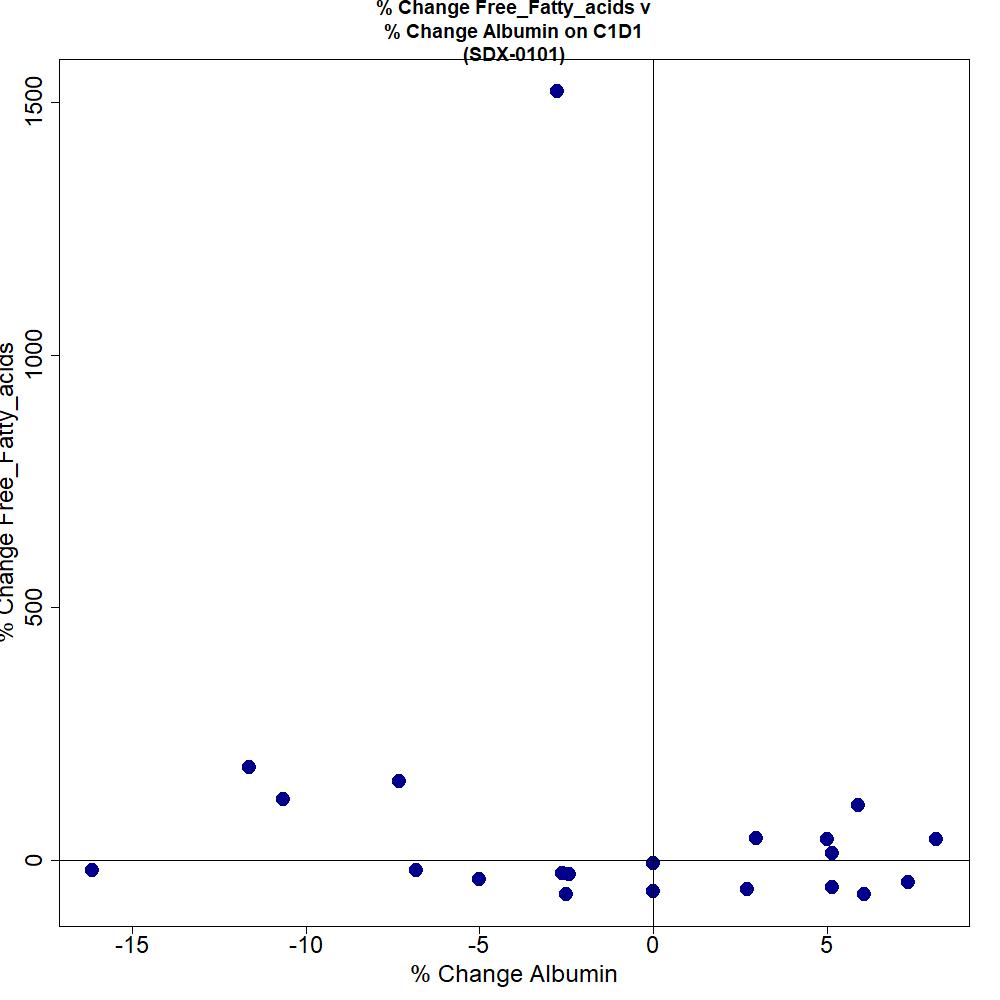 % Change Free_Fatty_acids v
% Change Albumin on C1D1
(SDX-0101)
% Change Free_Fatty_acids
1500
1000
500
0
-15
-10
-5
0
5
% Change Albumin